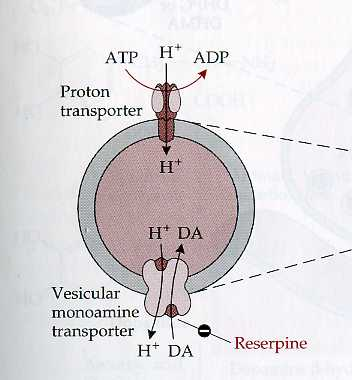 ATP H⁺ ADP
Proton
transporter
H⁺
H⁺ DA
Vesicular
monoamine
transporter
H⁺ DA
Reserpine